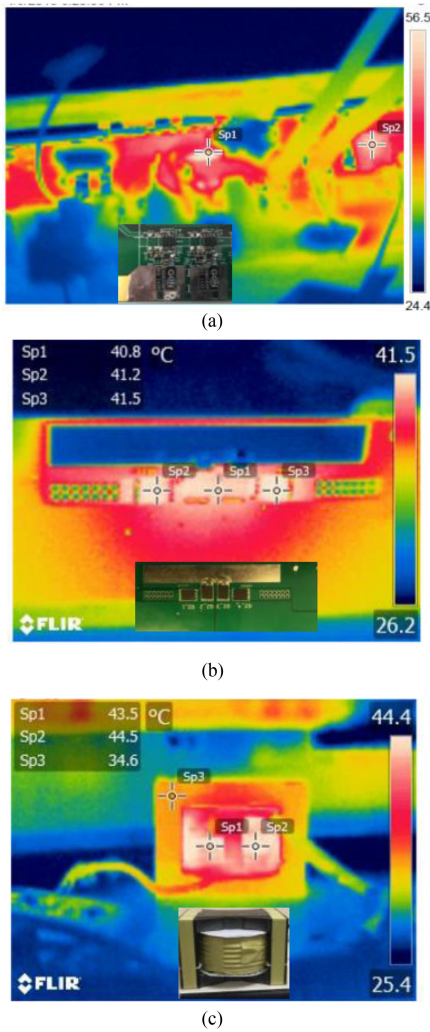 56.5
Sp1
Sp2
24.4
(a)
Sp1 40.8 °C
Sp2 41.2
Sp3 41.5
41.5
Sp2 Sp1 Sp3
FLIR
26.2
(b)
Sp1 43.5 °C
Sp2 44.5
Sp3 34.6
44.4
Sp3
Sp1 Sp2
FLIR
25.4
(c)